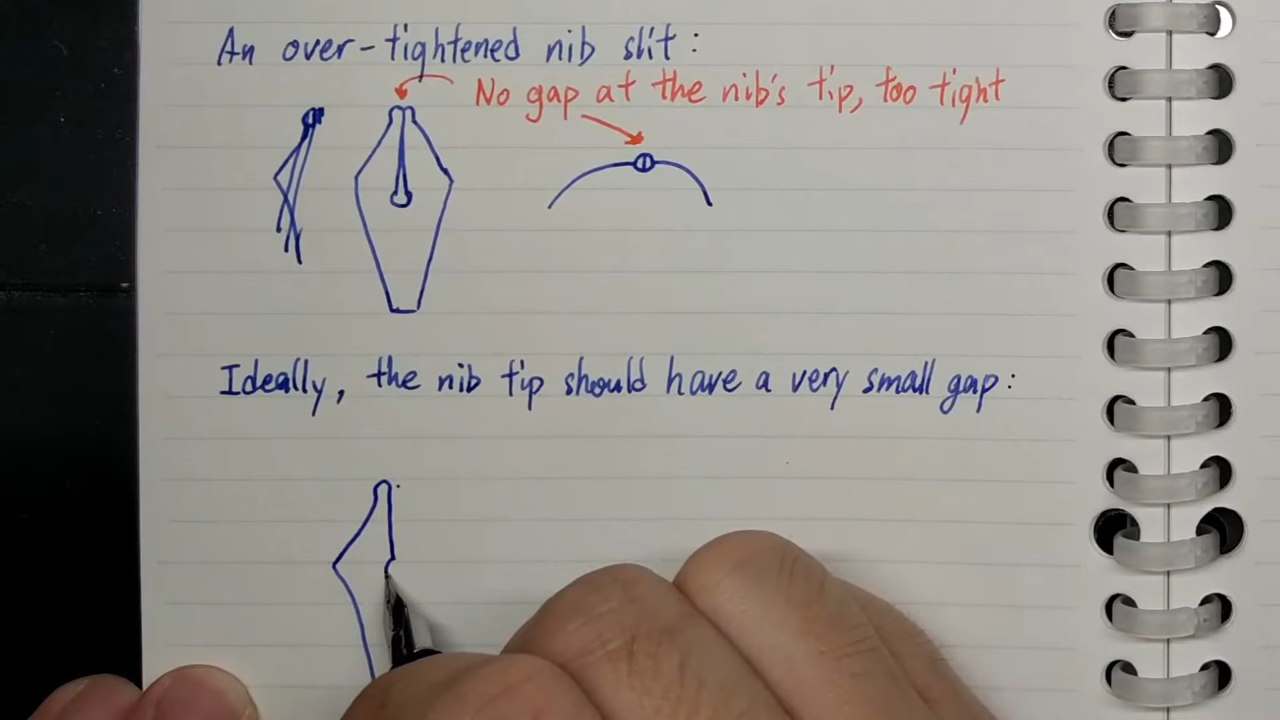 An over-tightened nib slit:
No gap at the nib's tip, too tight
Ideally, the nib tip should have a very small gap: